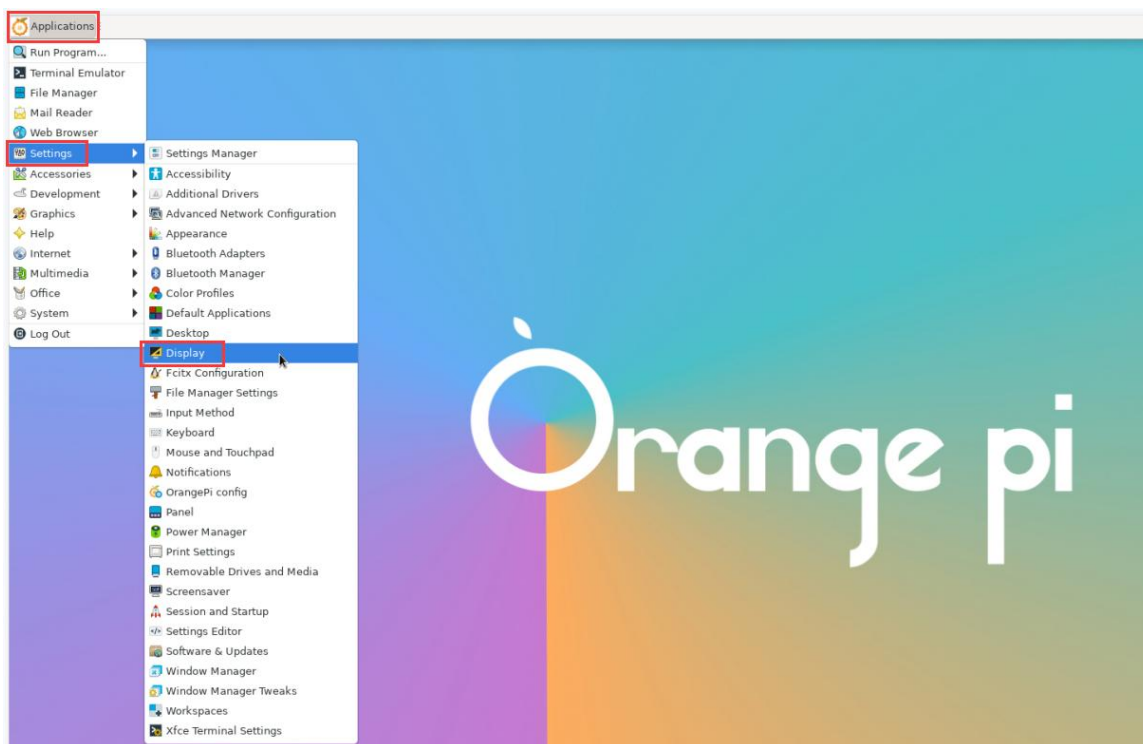 Applications
Run Program...
Terminal Emulator
File Manager
Mail Reader
Web Browser
Settings
Accessories
Development
Graphics
Help
Internet
Multimedia
Office
System
Log Out
Settings Manager
Accessibility
Additional Drivers
Advanced Network Configuration
Appearance
Bluetooth Adapters
Bluetooth Manager
Color Profiles
Default Applications
Desktop
Display
Fcitx Configuration
File Manager Settings
Input Method
Keyboard
Mouse and Touchpad
Notifications
OrangePi config
Panel
Power Manager
Print Settings
Removable Drives and Media
Screensaver
Session and Startup
Settings Editor
Software & Updates
Window Manager
Window Manager Tweaks
Workspaces
Xfce Terminal Settings
Orange pi